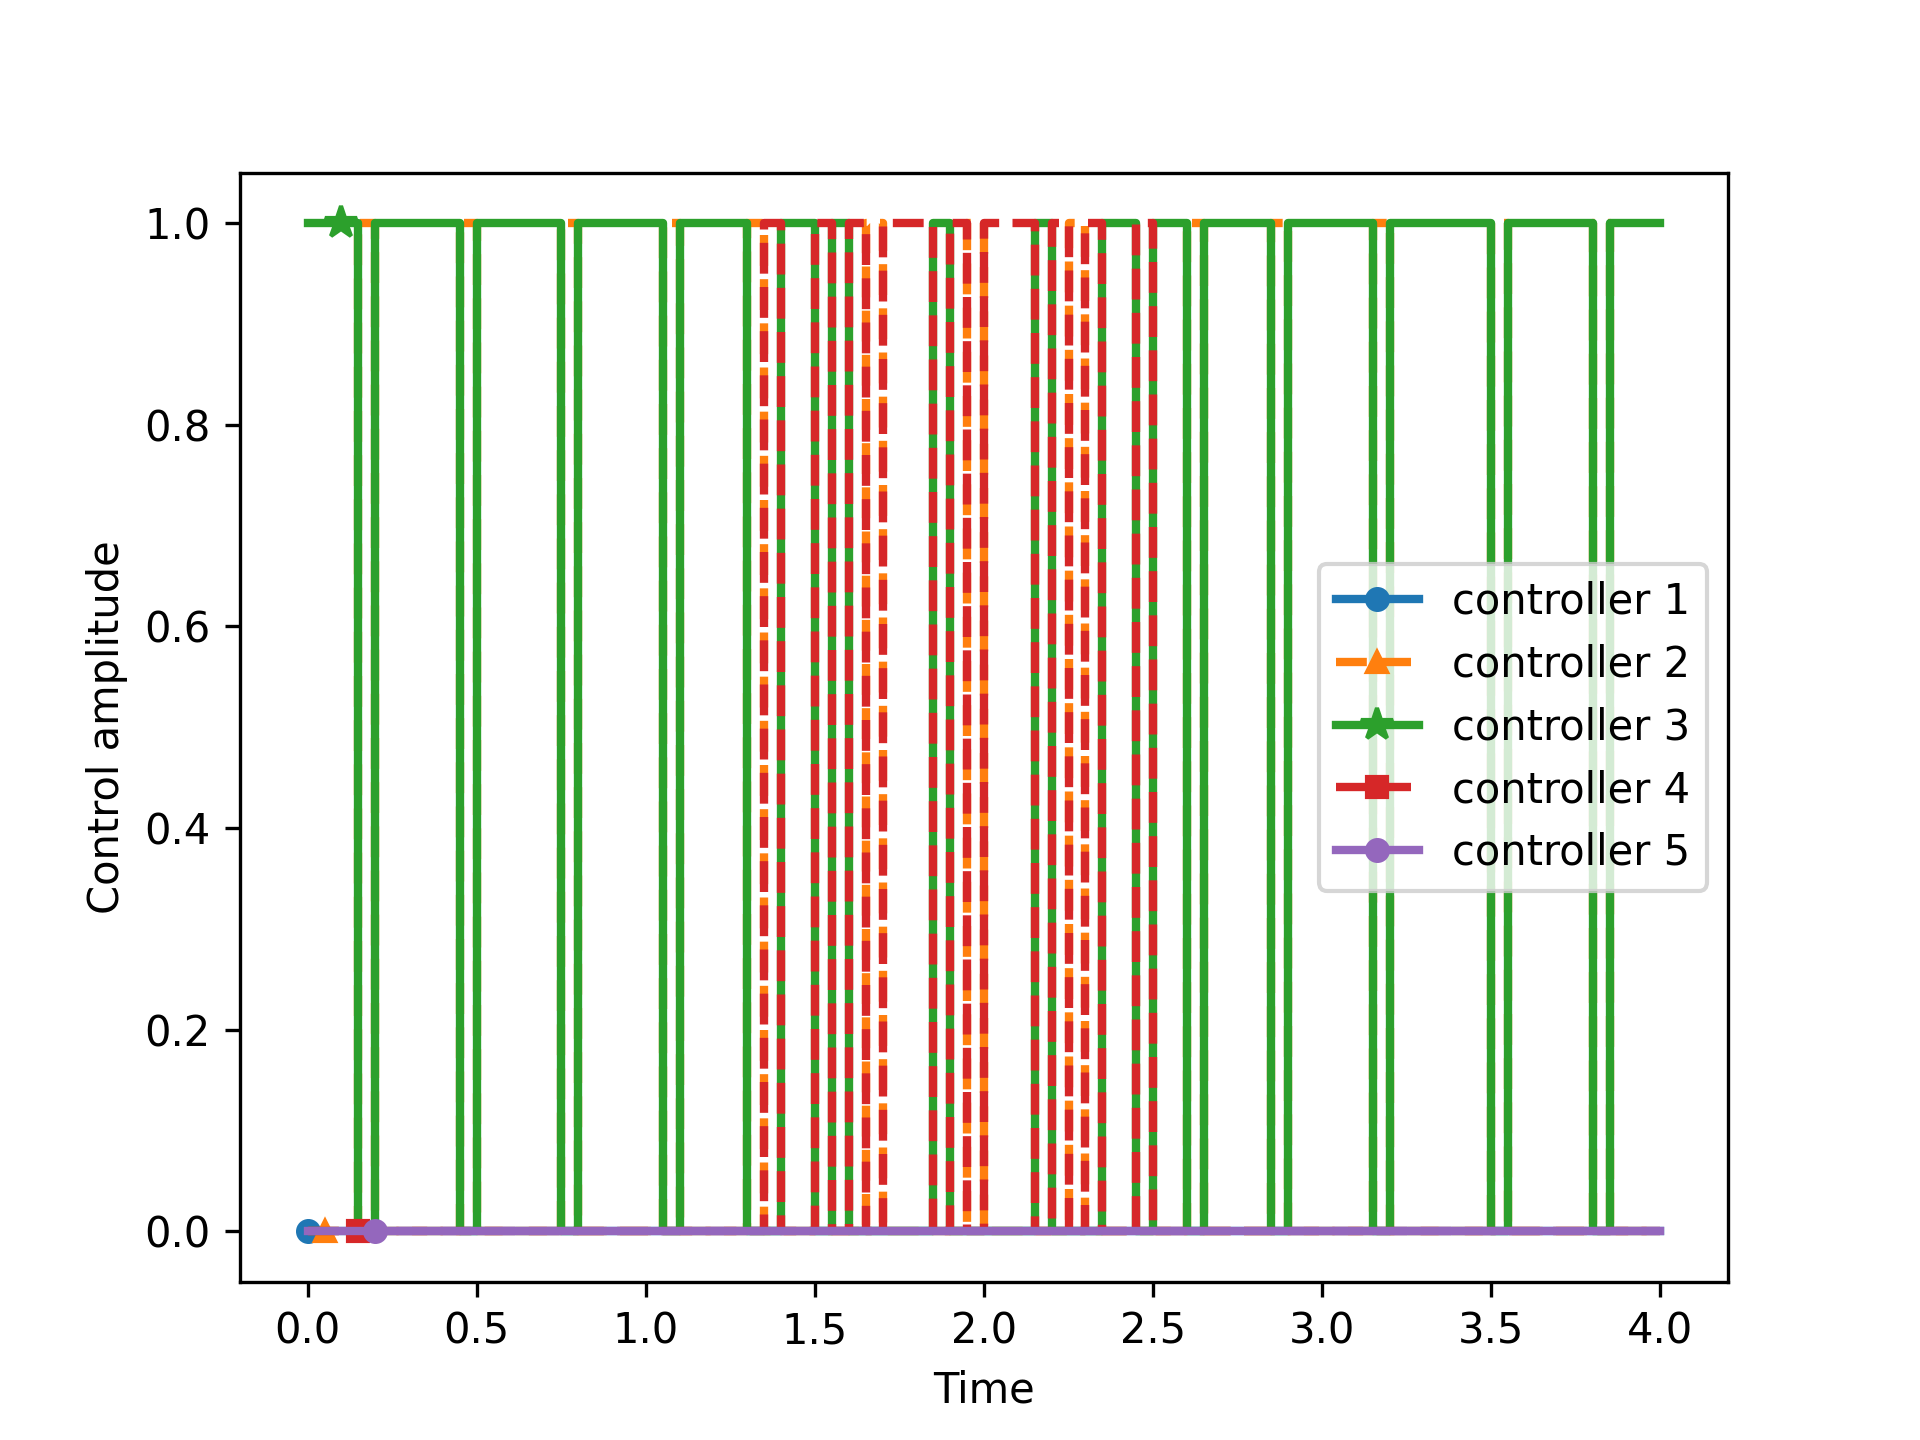 Control amplitude
1.0
0.8
0.6
0.4
0.2
0.0
controller 1
controller 2
controller 3
controller 4
controller 5
0.0 0.5 1.0 1.5 2.0 2.5 3.0 3.5 4.0
Time